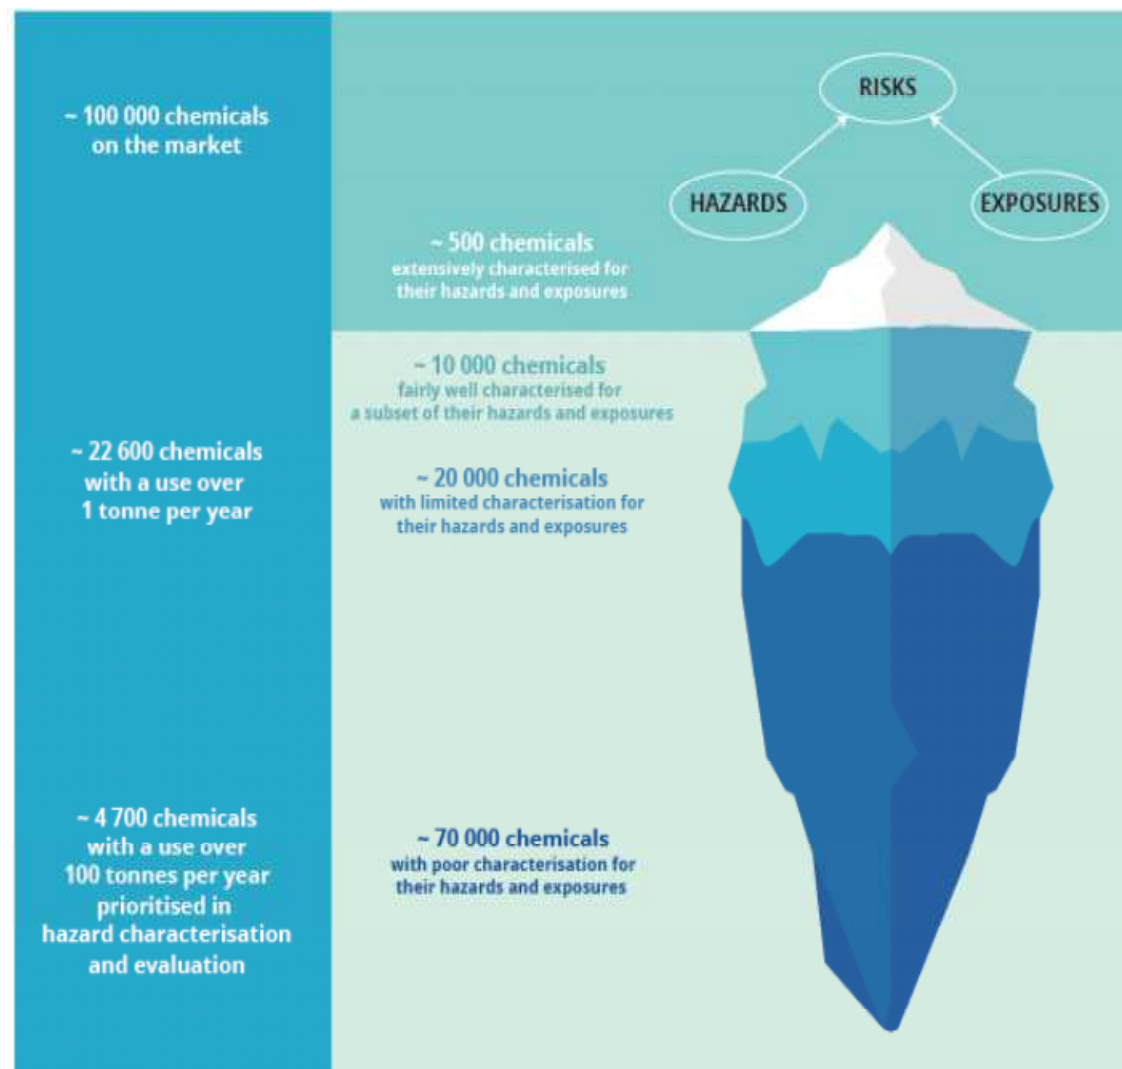 ~ 100 000 chemicals
on the market
~ 22 600 chemicals
with a use over
1 tonne per year
~ 4 700 chemicals
with a use over
100 tonnes per year
prioritised in
hazard characterisation
and evaluation
RISKS
HAZARDS
EXPOSURES
~ 500 chemicals
extensively characterised for
their hazards and exposures
~ 10 000 chemicals
fairly well characterised for
a subset of their hazards and exposures
~ 20 000 chemicals
with limited characterisation for
their hazards and exposures
~ 70 000 chemicals
with poor characterisation for
their hazards and exposures